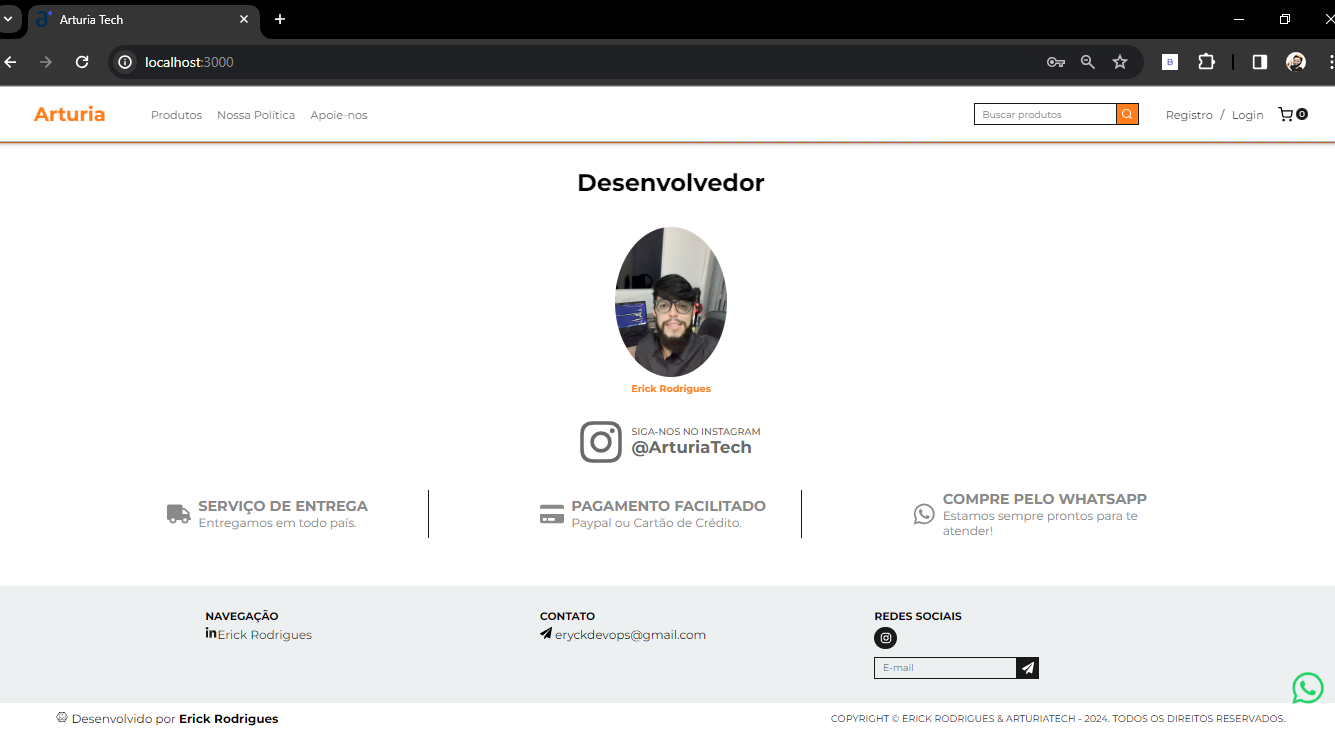 Arturia Tech
localhost:3000
B
Arturia
Produtos Nossa Política Apoie-nos
Buscar produtos
Registro / Login
0
Desenvolvedor
Erick Rodrigues
SIGA-NOS NO INSTAGRAM
@ArturiaTech
SERVIÇO DE ENTREGA
Entregamos em todo país.
PAGAMENTO FACILITADO
Paypal ou Cartão de Crédito.
COMPRE PELO WHATSAPP
Estamos sempre prontos para te
atender!
NAVEGAÇÃO
Erick Rodrigues
CONTATO
eryckdevops@gmail.com
REDES SOCIAIS
E-mail
Desenvolvido por Erick Rodrigues
COPYRIGHT © ERICK RODRIGUES & ARTURIATECH - 2024. TODOS OS DIREITOS RESERVADOS.